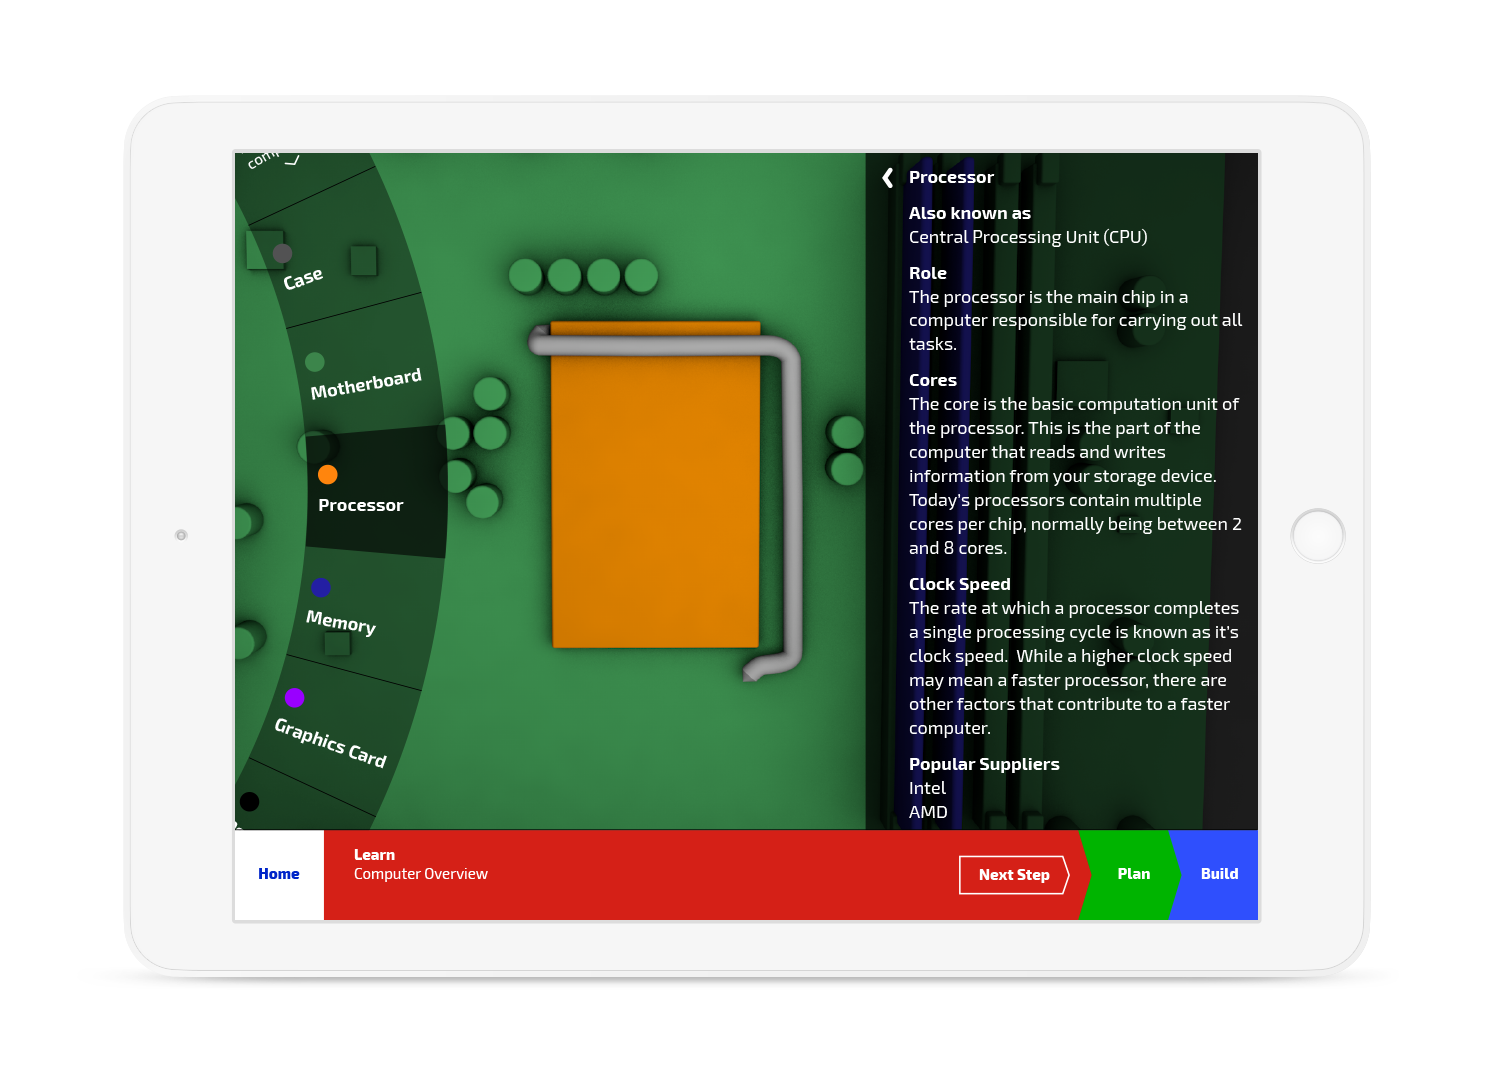 Case
Motherboard
Processor
Memory
Graphics Card
Processor
Also known as
Central Processing Unit (CPU)
Role
The processor is the main chip in a
computer responsible for carrying out all
tasks.
Cores
The core is the basic computation unit of
the processor. This is the part of the
computer that reads and writes
information from your storage device.
Today's processors contain multiple
cores per chip, normally being between 2
and 8 cores.
Clock Speed
The rate at which a processor completes
a single processing cycle is known as it's
clock speed.  While a higher clock speed
may mean a faster processor, there are
other factors that contribute to a faster
computer.
Popular Suppliers
Intel
AMD
Home
Learn
Computer Overview
Next Step
Plan
Build